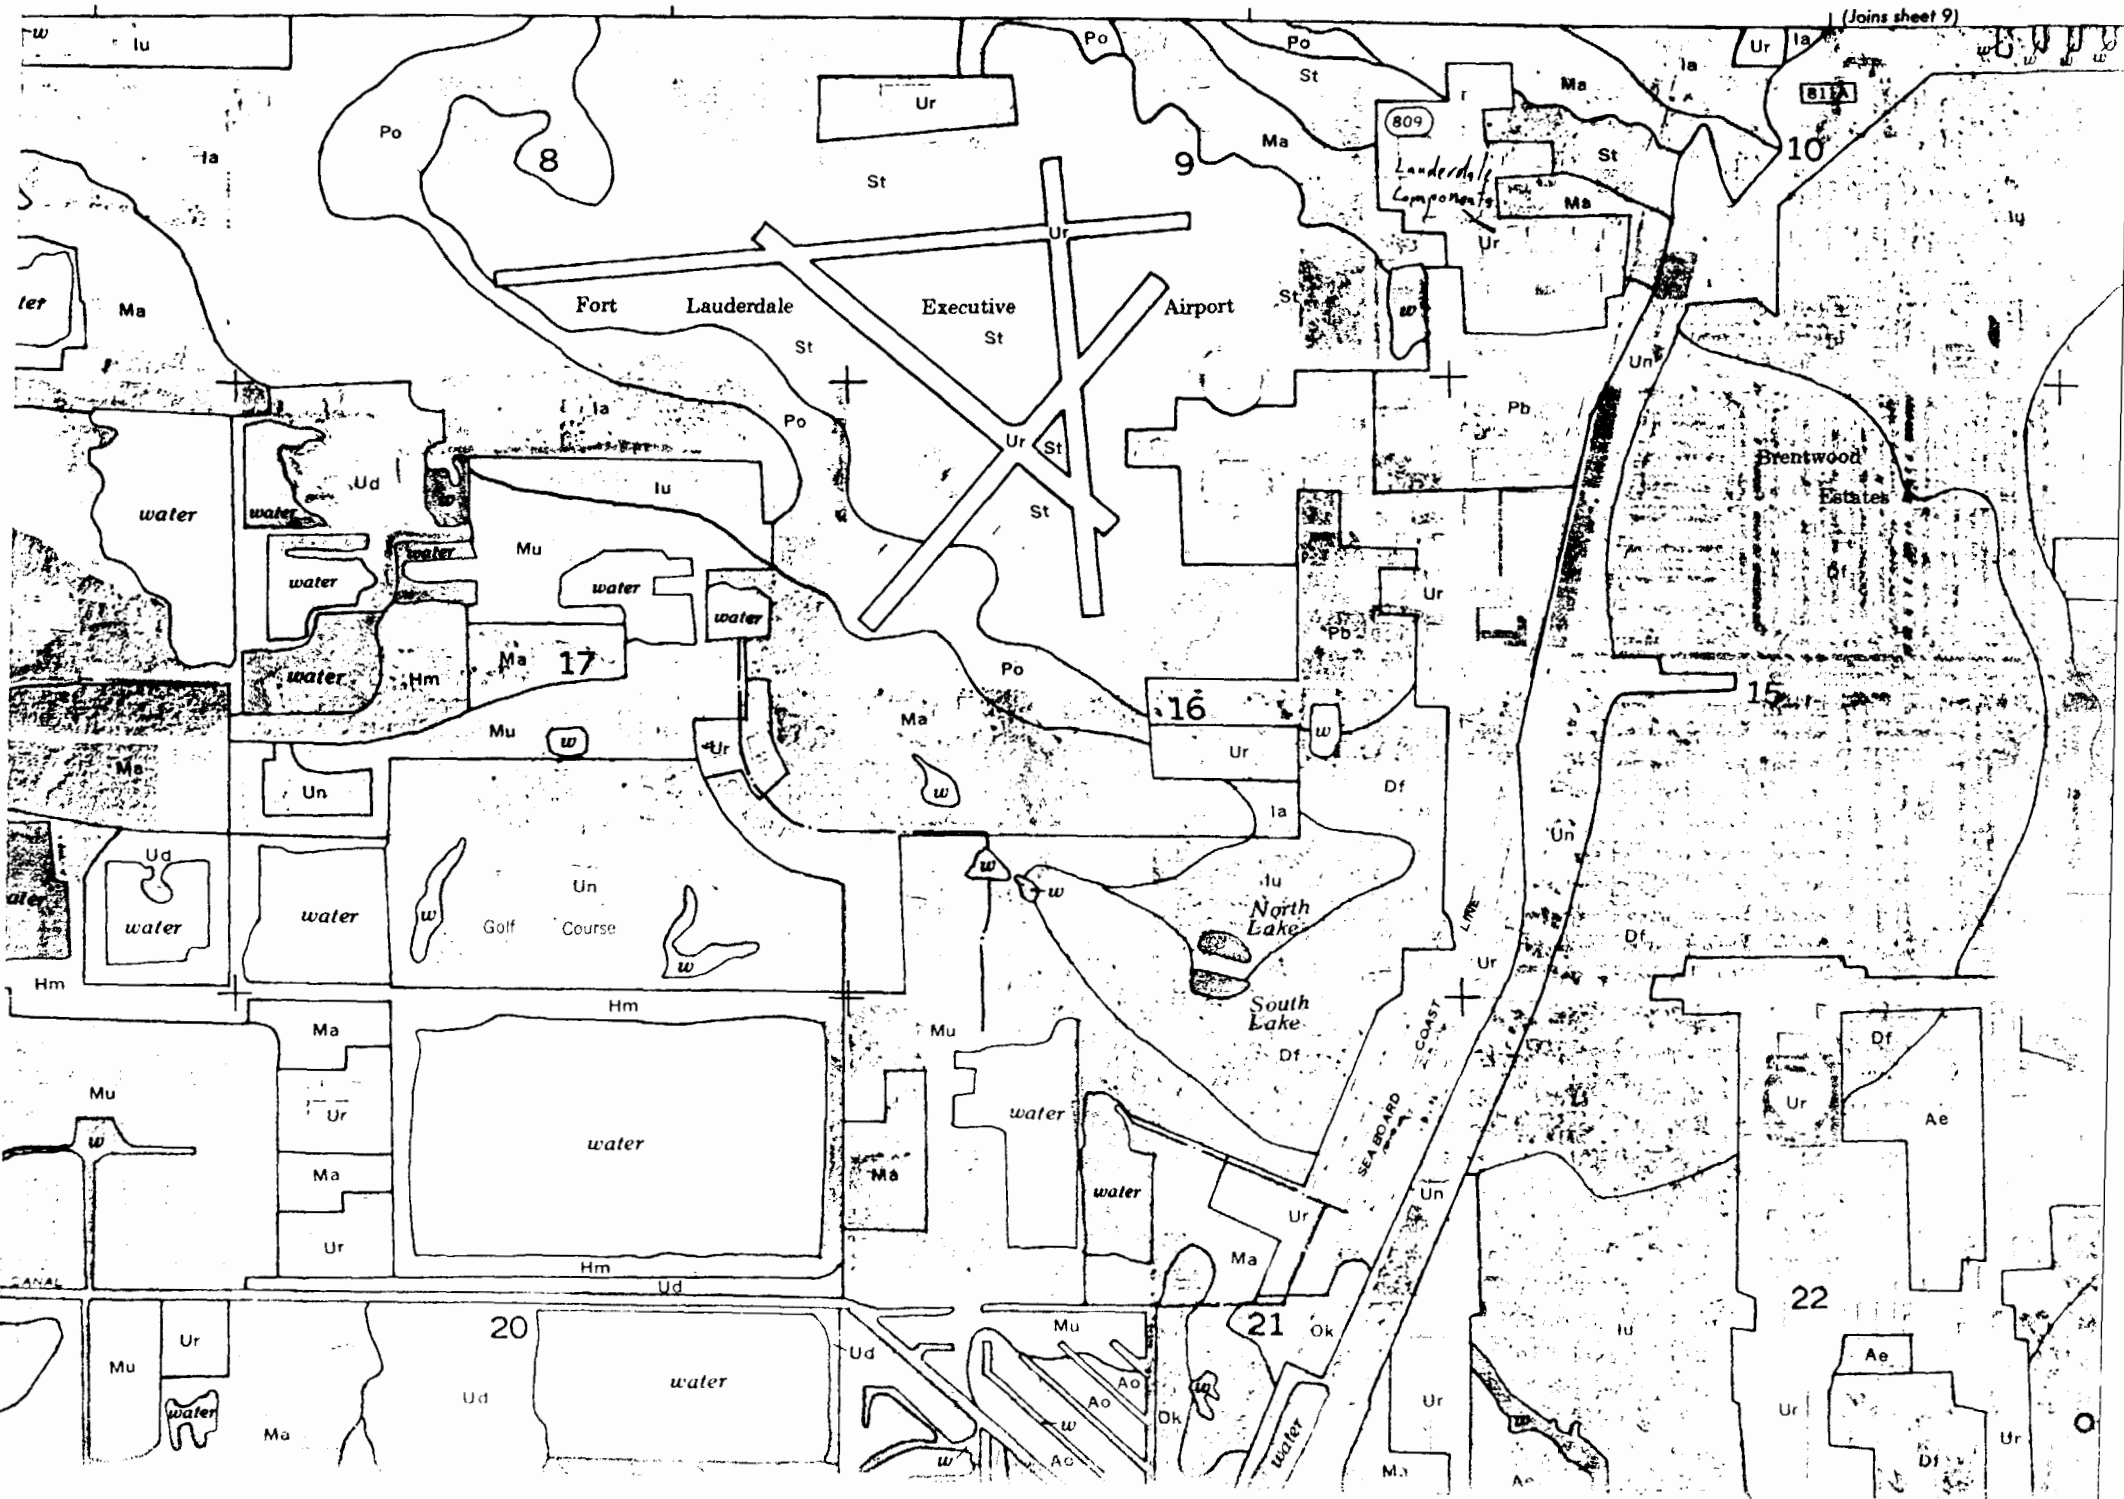 (Joins sheet 9)
w
Iu
Po
Po
Ur
Ia
w
w
w
w
St
Ma
Ia
811A
Ur
809
Po
Ia
8
9
Ma
St
10
St
Lauderdale
Components
Ma
Ur
Ur
Ma
Fort Lauderdale Executive Airport
St
w
St
St
Un
Ia
Po
Pb
Ur
St
Brentwood
Estates
Iu
Ud
water
water
w
St
Mu
water
water
water
Df
Ur
water
Pb
Ma
17
water
Hm
Po
15
16
Ma
Mu
w
Ur
w
Ur
Ma
Un
w
Df
Ia
Un
Ud
w
w
Iu
Un
North
Lake
LINE
water
water
w
Golf Course
Df
w
Ur
Hm
Hm
South
Lake
COAST
Ma
Mu
Df
Df
Mu
Ur
water
Ur
Ae
SEABOARD
w
water
Ma
Ma
water
Un
Ur
Ur
Ma
Hm
CANAL
Ud
22
20
Mu
21
Ok
Iu
Ur
Ud
Ae
Mu
water
Ud
Ao
w
Ao
Ok
Ur
Ur
water
w
w
Ma
Ur
water
w
Ao
Df
Ma